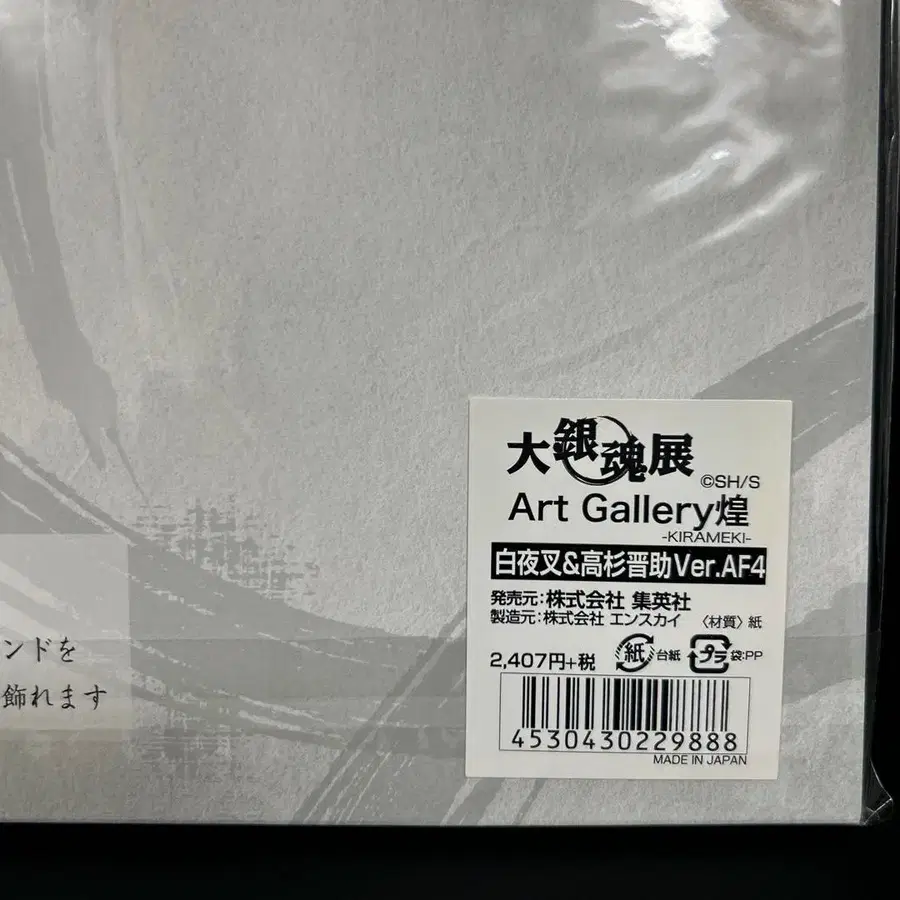 大銀魂展
©SH/S
Art Gallery煌
-KIRAMEKI-
白夜叉&高杉晋助Ver.AF4
発売元:株式会社 集英社
製造元:株式会社 エンスカイ 〈材質〉紙
2,407円+税 紙 台紙 プラ 袋:PP
4530430229888
MADE IN JAPAN
ンドを
飾れます